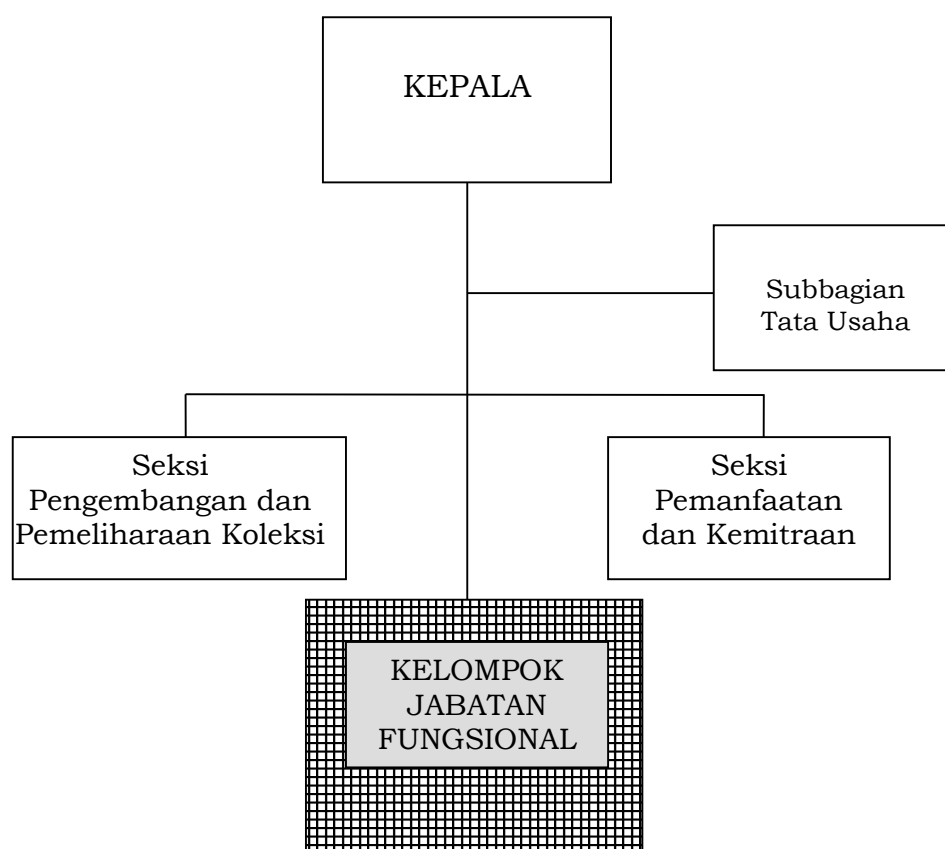 KEPALA
Subbagian
Tata Usaha
Seksi
Pengembangan dan
Pemeliharaan Koleksi
Seksi
Pemanfaatan
dan Kemitraan
KELOMPOK
JABATAN
FUNGSIONAL